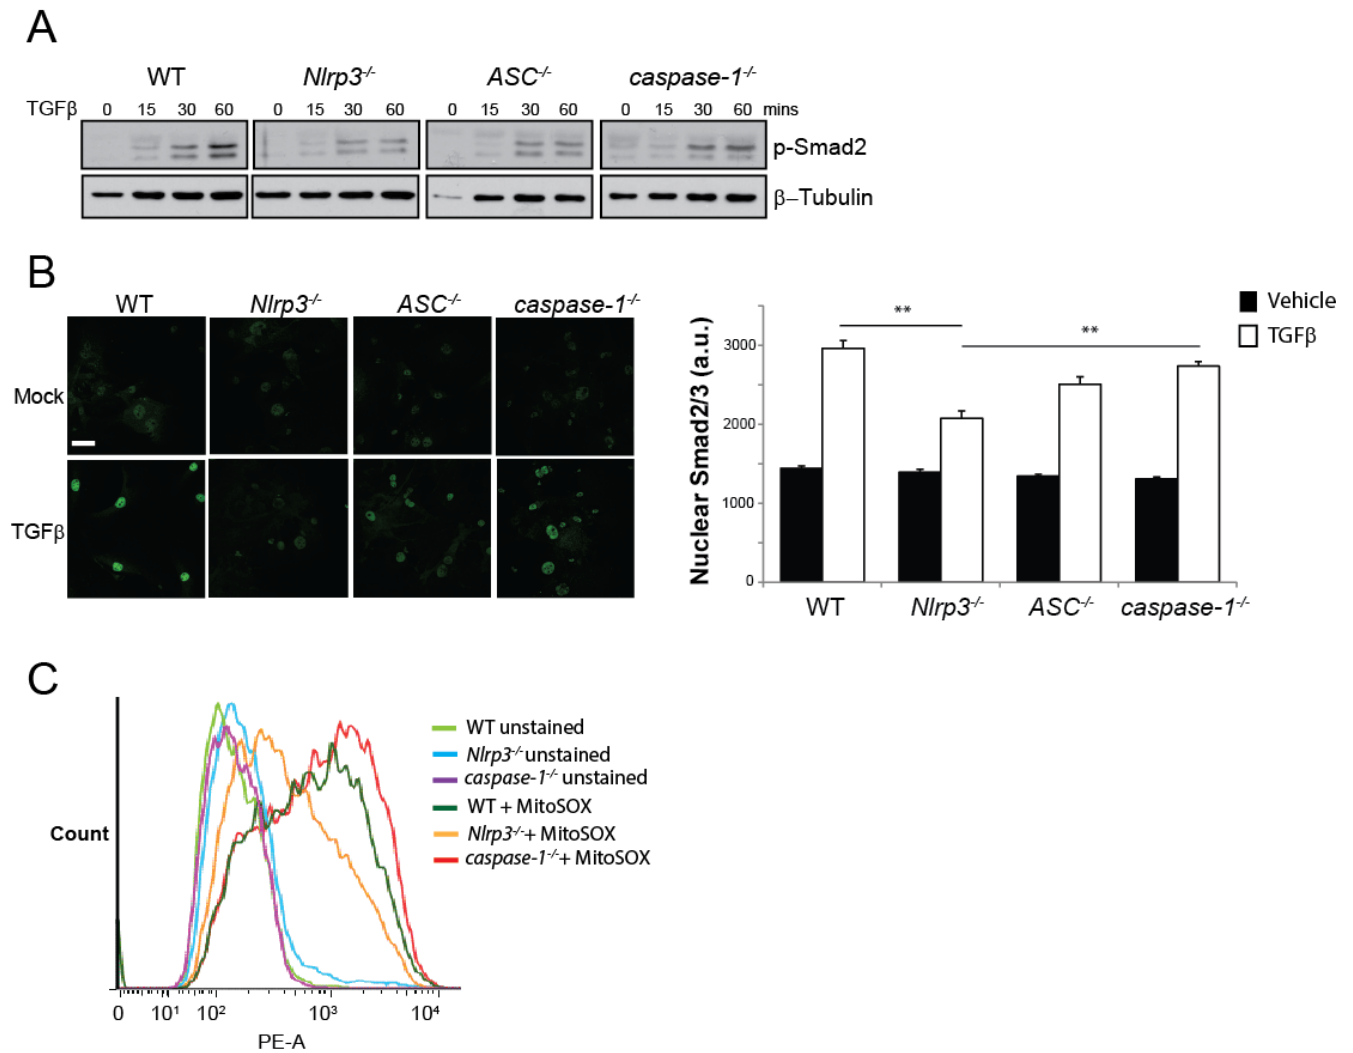 A
WT Nlrp3-/- ASC-/- caspase-1-/-
TGFβ 0 15 30 60 0 15 30 60 0 15 30 60 0 15 30 60 mins
p-Smad2
β–Tubulin
B
WT Nlrp3-/- ASC-/- caspase-1-/-
Mock
TGFβ
Vehicle
TGFβ
**
**
Nuclear Smad2/3 (a.u.)
3000
2000
1000
0
WT Nlrp3-/- ASC-/- caspase-1-/-
C
WT unstained
Nlrp3-/- unstained
caspase-1-/- unstained
WT + MitoSOX
Nlrp3-/-+ MitoSOX
caspase-1-/-+ MitoSOX
Count
0 10¹ 10² 10³ 10⁴
PE-A